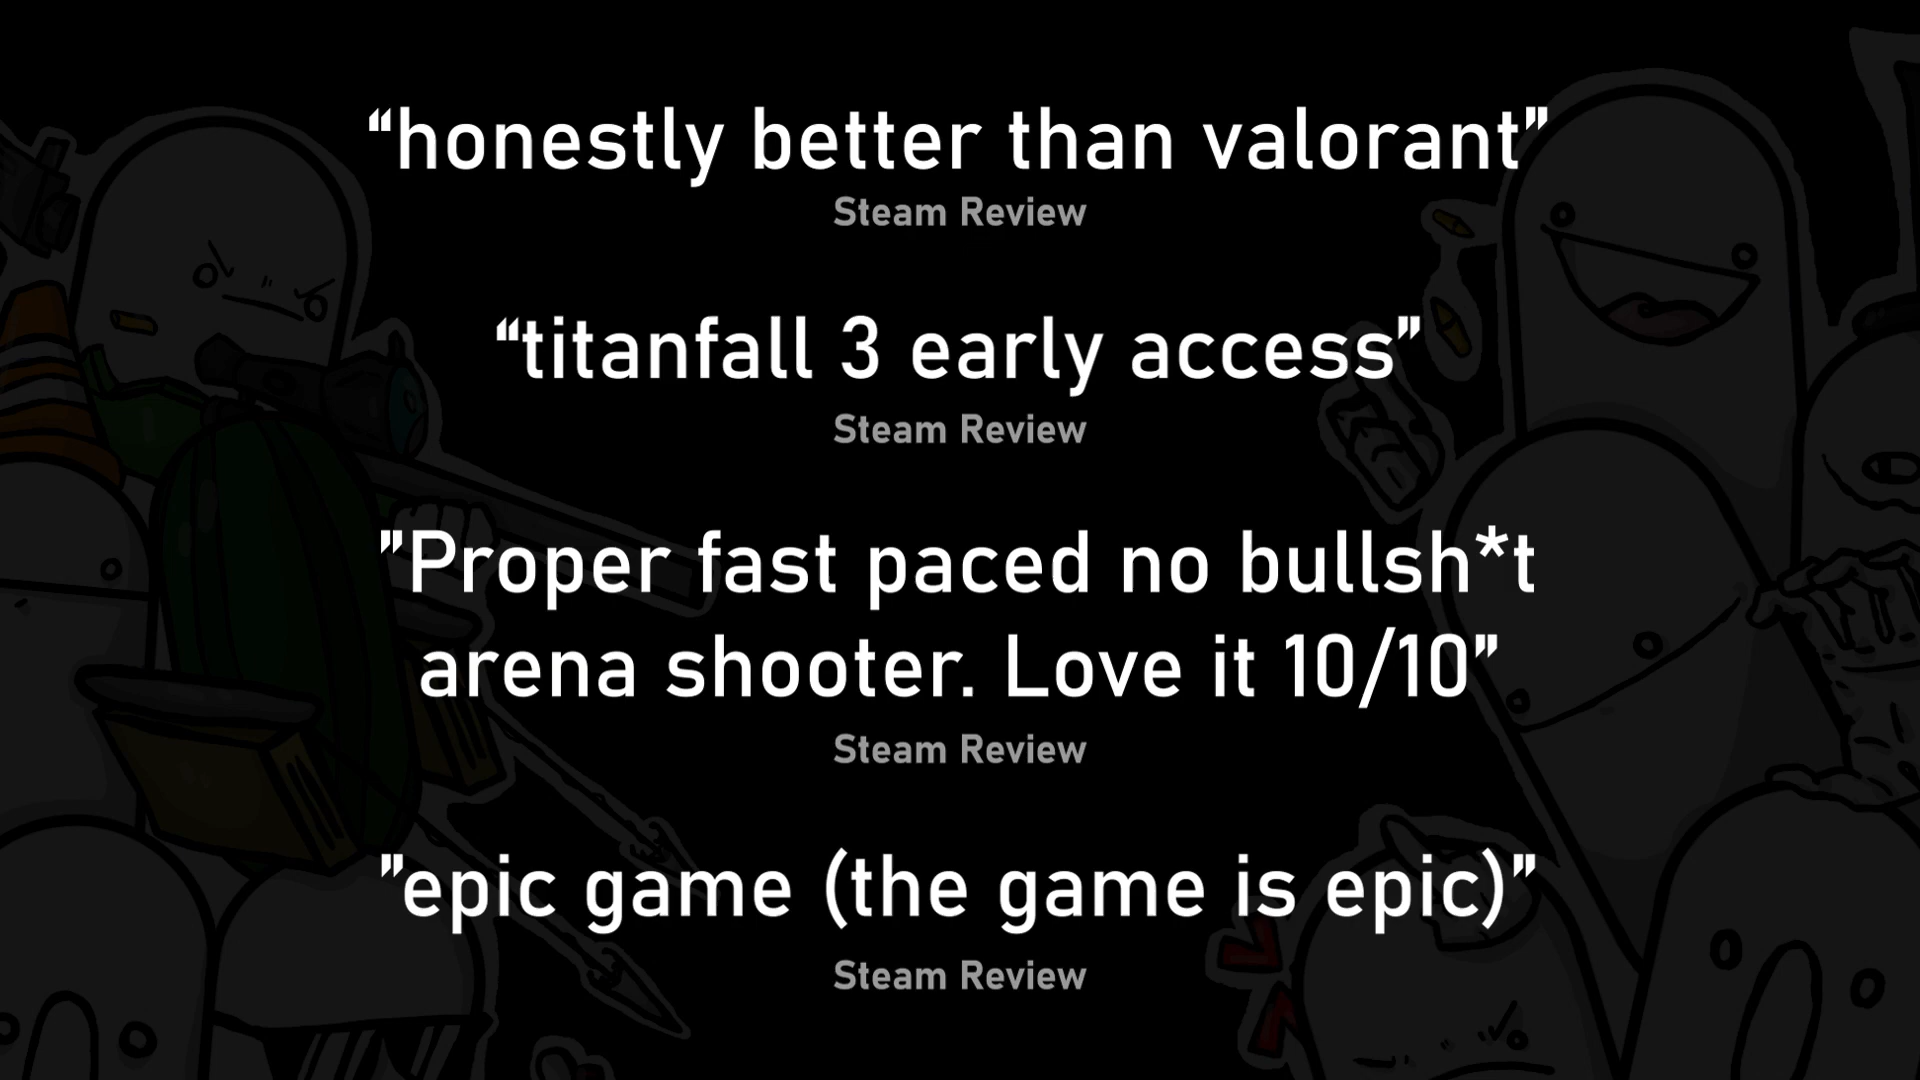 “honestly better than valorant”
Steam Review
“titanfall 3 early access”
Steam Review
”Proper fast paced no bullsh*t
arena shooter. Love it 10/10”
Steam Review
”epic game (the game is epic)”
Steam Review